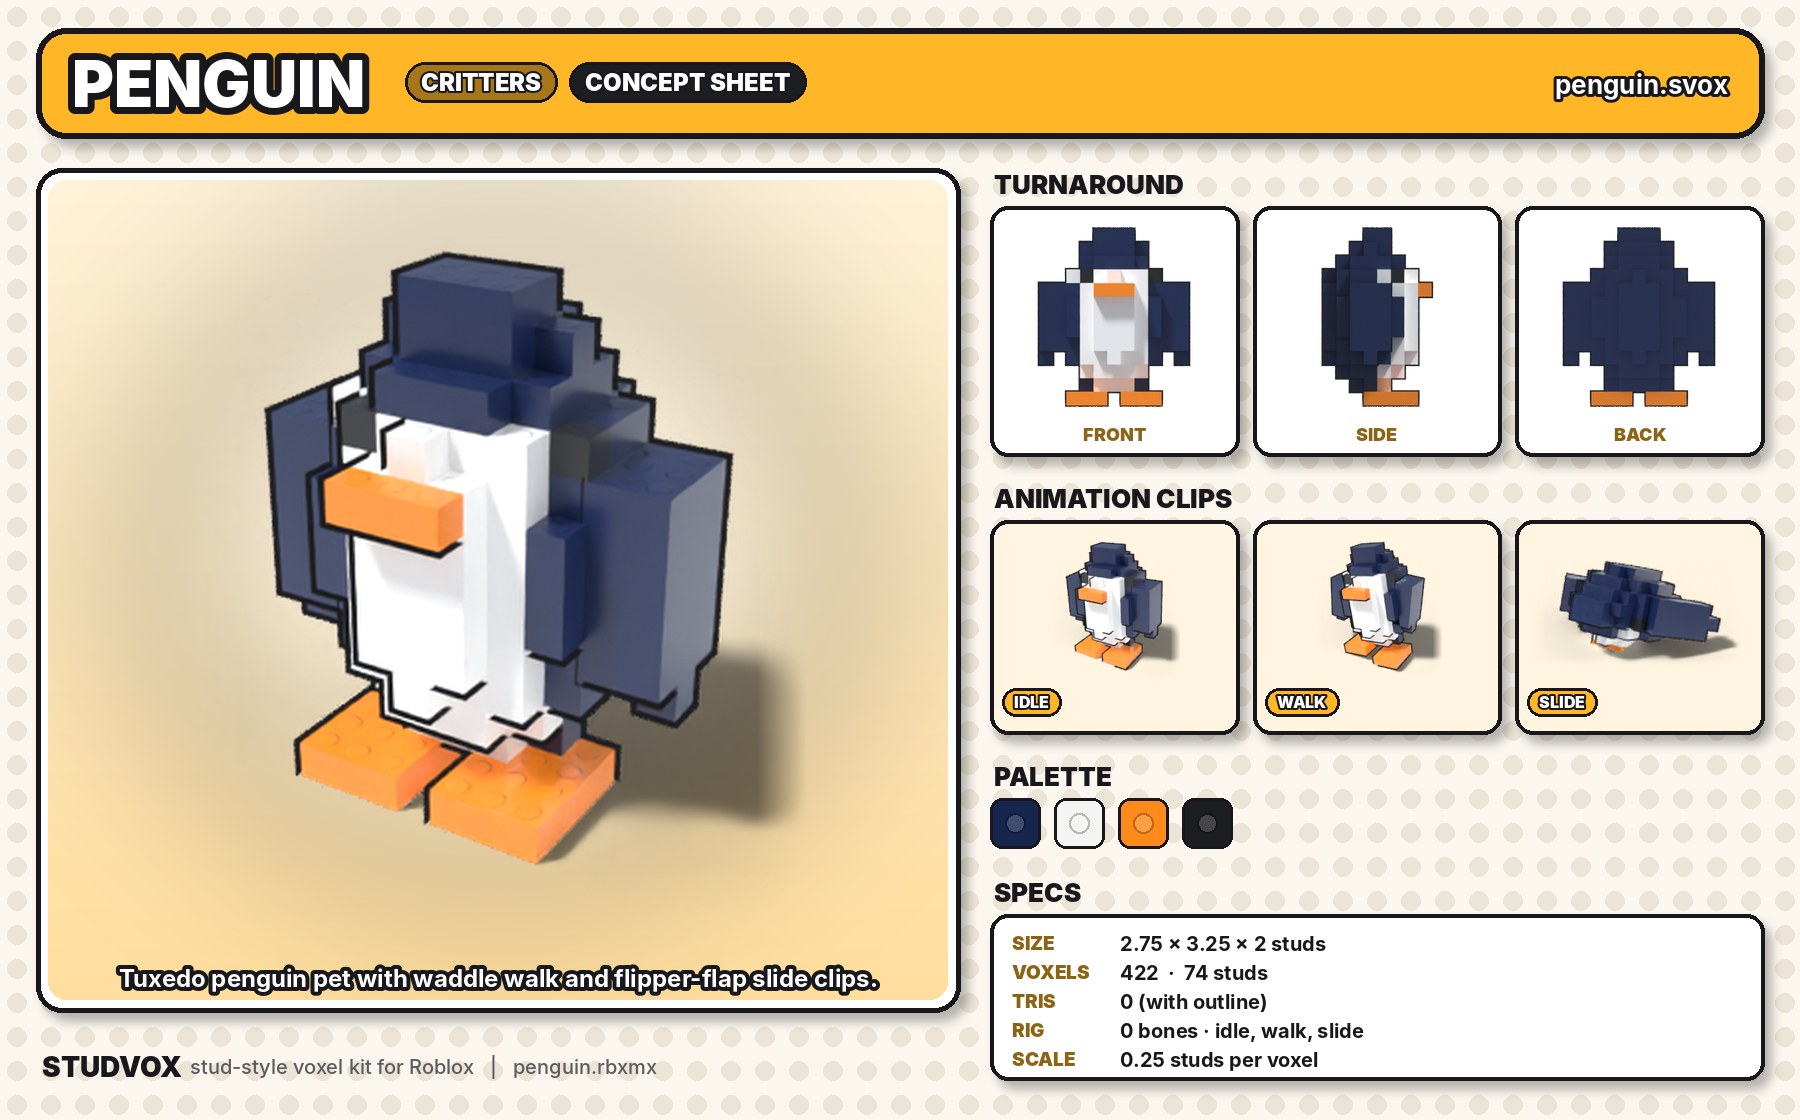 PENGUIN
CRITTERS
CONCEPT SHEET
penguin.svox
Tuxedo penguin pet with waddle walk and flipper-flap slide clips.
TURNAROUND
FRONT
SIDE
BACK
ANIMATION CLIPS
IDLE
WALK
SLIDE
PALETTE
SPECS
SIZE 2.75 × 3.25 × 2 studs
VOXELS 422 · 74 studs
TRIS 0 (with outline)
RIG 0 bones · idle, walk, slide
SCALE 0.25 studs per voxel
STUDVOX stud-style voxel kit for Roblox | penguin.rbxmx